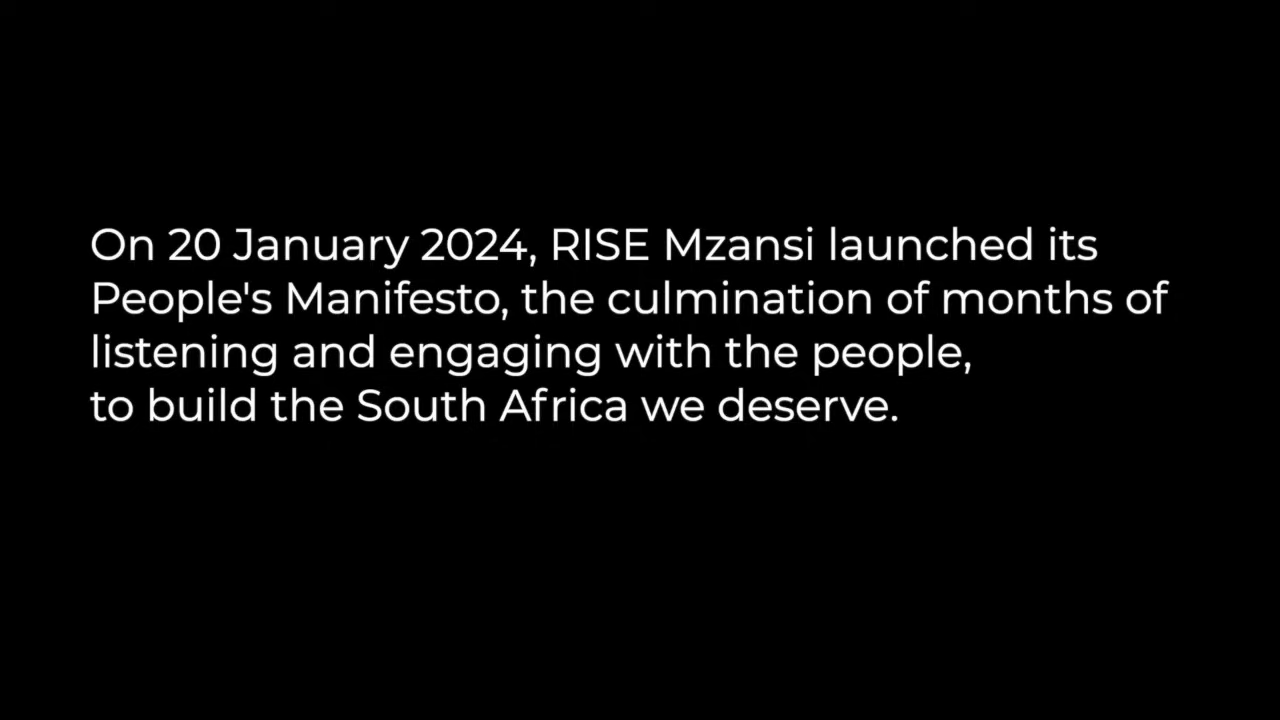 On 20 January 2024, RISE Mzansi launched its
People's Manifesto, the culmination of months of
listening and engaging with the people,
to build the South Africa we deserve.